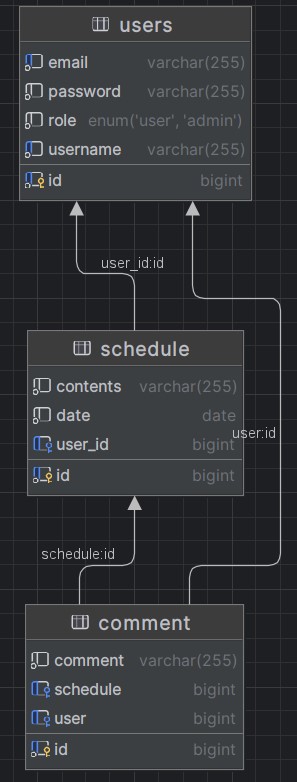 users
email varchar(255)
password varchar(255)
role enum('user', 'admin')
username varchar(255)
id bigint
user_id:id
schedule
contents varchar(255)
date date
user_id bigint
id bigint
user:id
schedule:id
comment
comment varchar(255)
schedule bigint
user bigint
id bigint